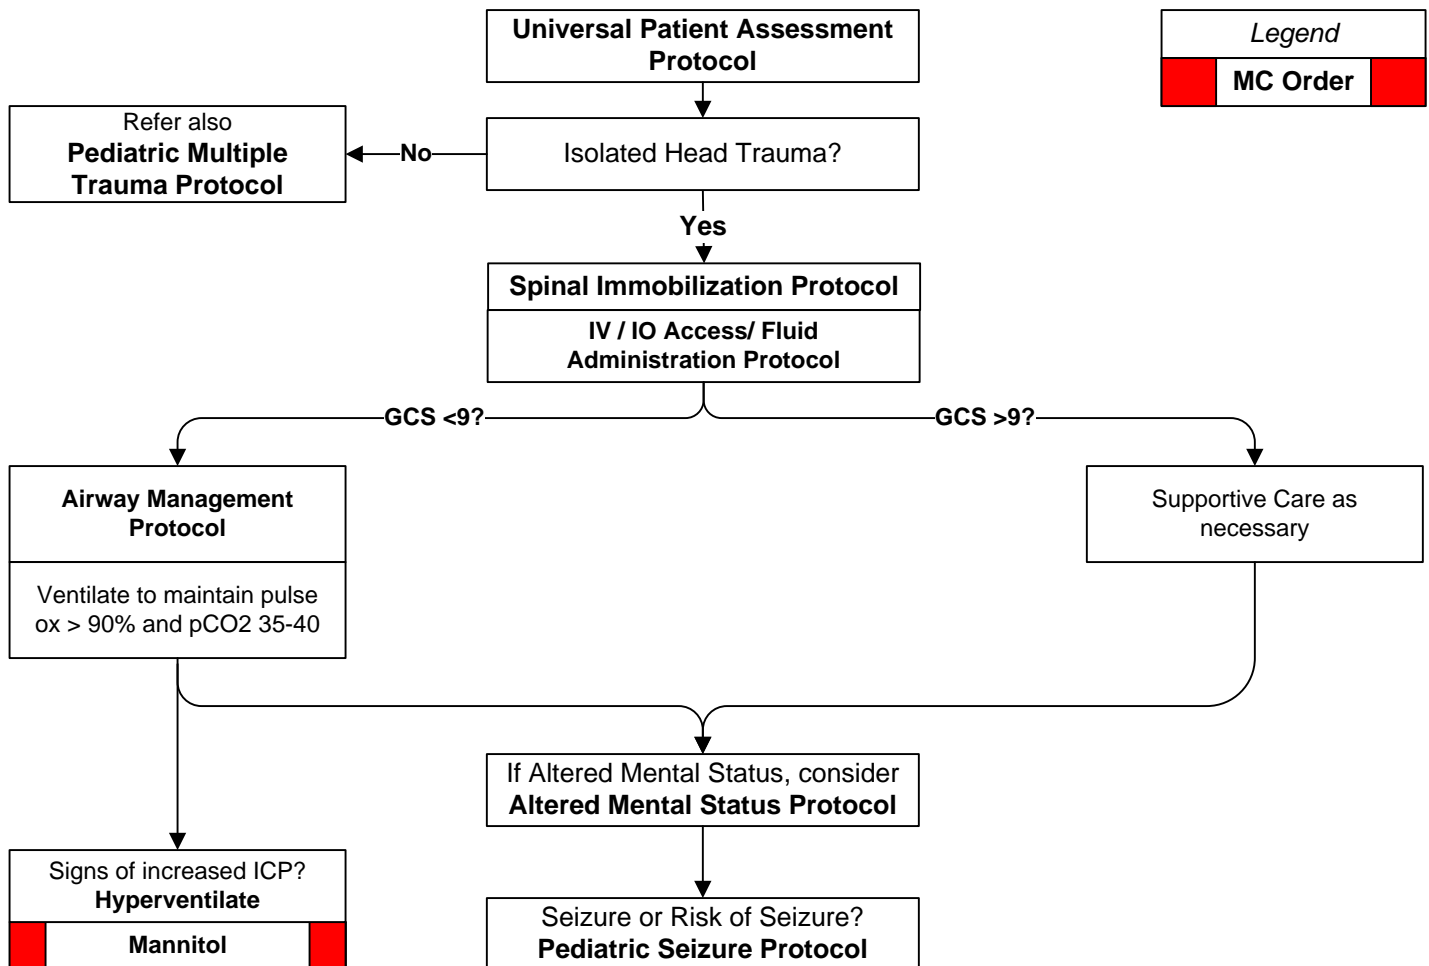 Universal Patient Assessment
Protocol
Legend
MC Order
Refer also
Pediatric Multiple
Trauma Protocol
No
Isolated Head Trauma?
Yes
Spinal Immobilization Protocol
IV / IO Access/ Fluid
Administration Protocol
GCS <9?
GCS >9?
Airway Management
Protocol
Ventilate to maintain pulse
ox > 90% and pCO2 35-40
Supportive Care as
necessary
If Altered Mental Status, consider
Altered Mental Status Protocol
Signs of increased ICP?
Hyperventilate
Mannitol
Seizure or Risk of Seizure?
Pediatric Seizure Protocol